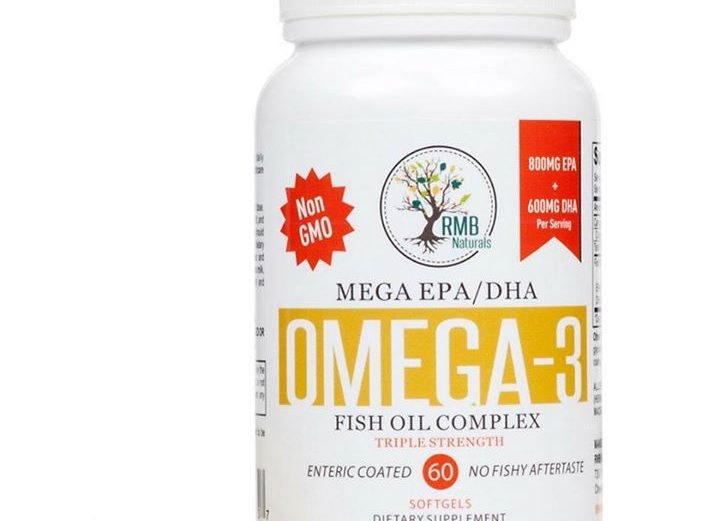 800MG EPA
+
600MG DHA
Per Serving
Non
GMO
RMB
Naturals
MEGA EPA/DHA
OMEGA-3
FISH OIL COMPLEX
TRIPLE STRENGTH
ENTERIC COATED 60 NO FISHY AFTERTASTE
SOFTGELS
DIETARY SUPPLEMENT